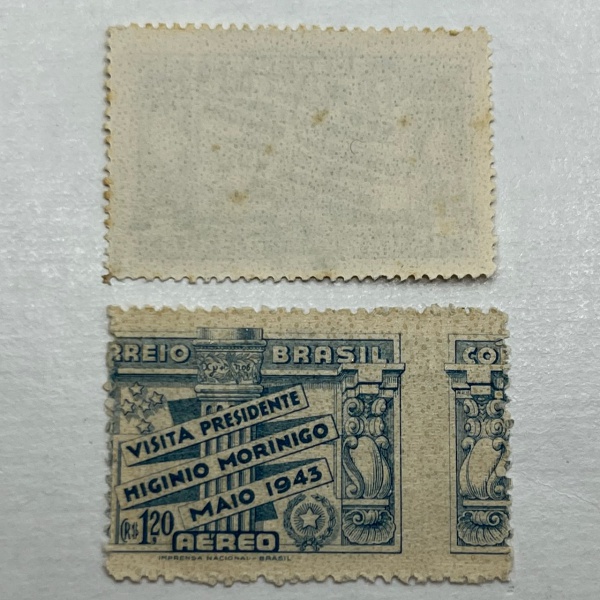 RREIO BRASIL CO
VISITA PRESIDENTE
HIGINIO MORINIGO
MAIO 1943
CR$ 1,20
AEREO
IMPRENSA NACIONAL - BRASIL